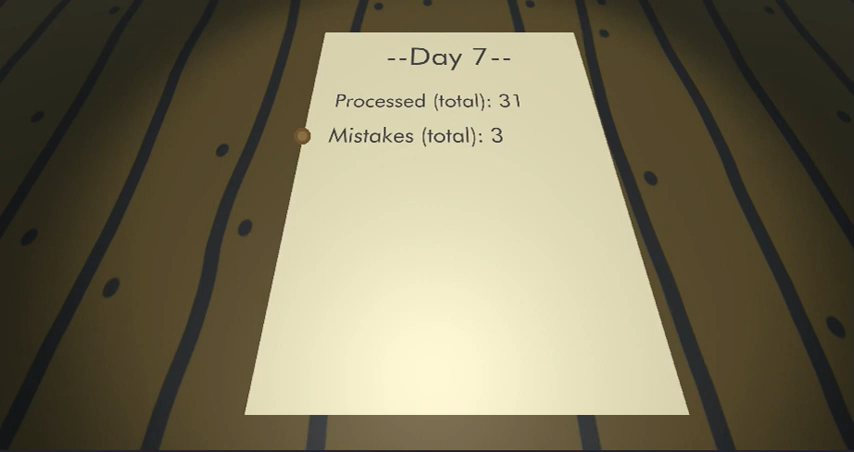 --Day 7--
Processed (total): 31
Mistakes (total): 3